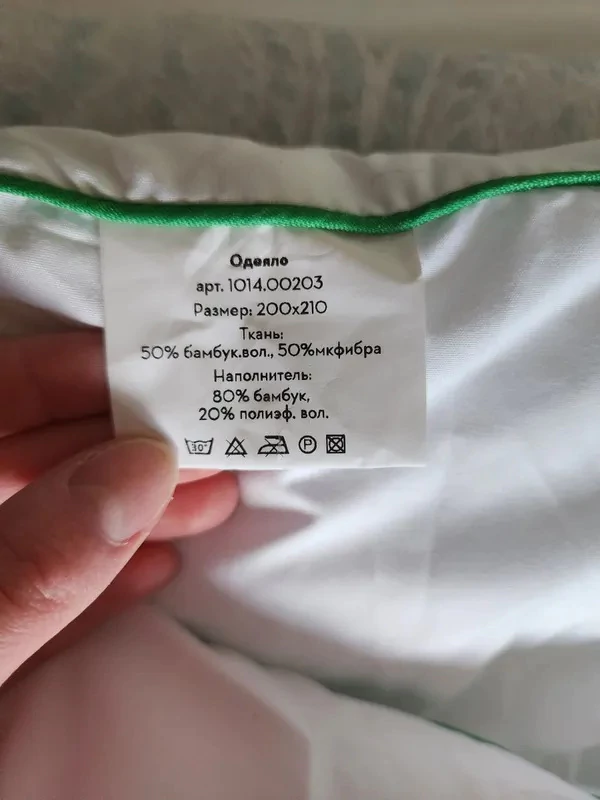 Одеяло
арт. 1014.00203
Размер: 200х210
Ткань:
50% бамбук.вол., 50%мкфибра
Наполнитель:
80% бамбук,
20% полиэф. вол.
30°
P